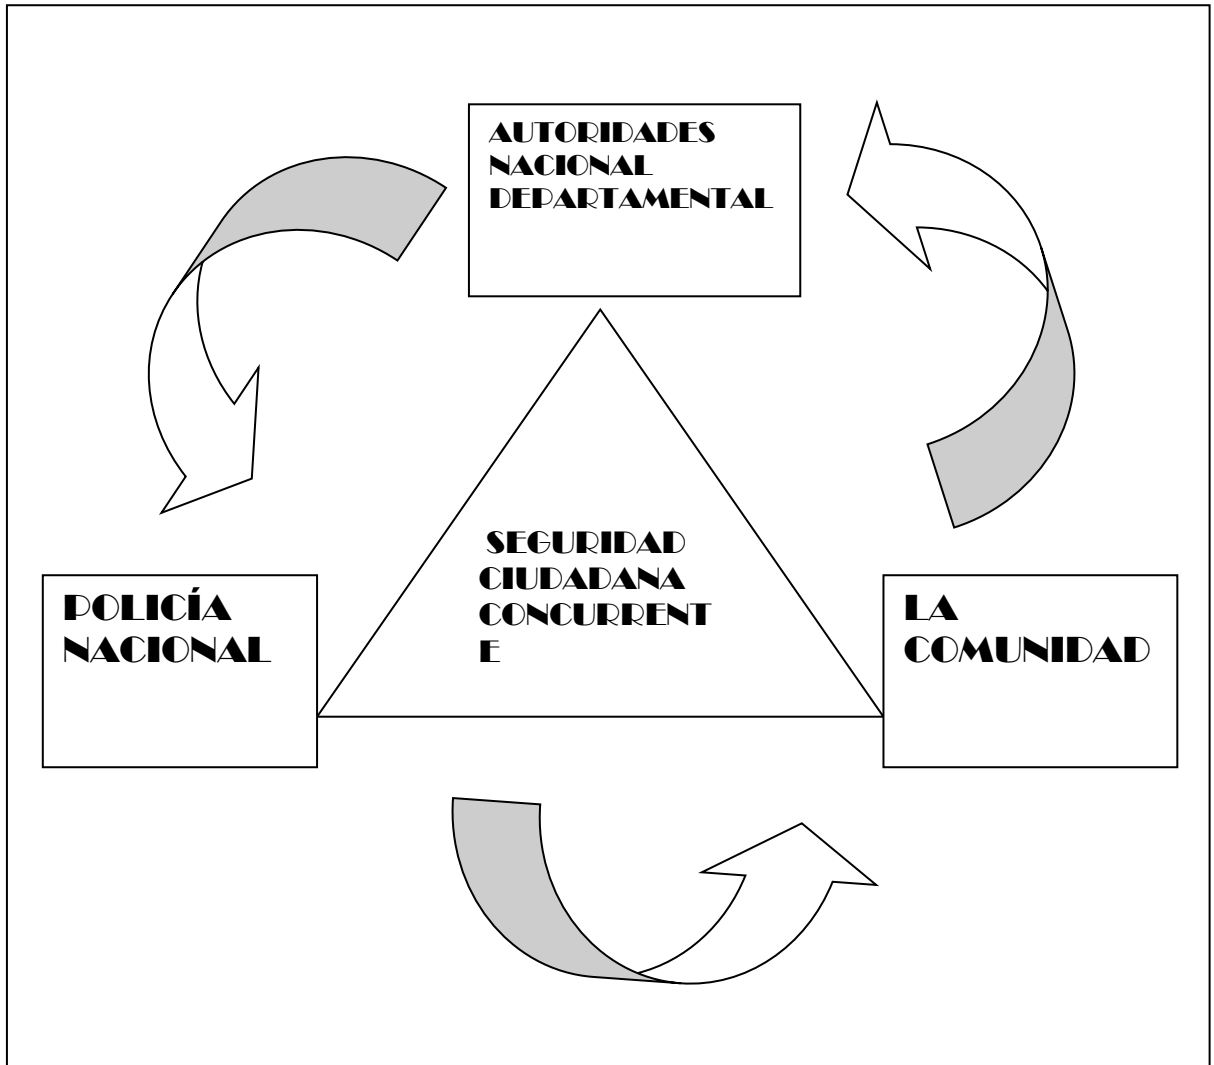 AUTORIDADES
NACIONAL
DEPARTAMENTAL
SEGURIDAD
CIUDADANA
CONCURRENT
E
POLICÍA
NACIONAL
LA
COMUNIDAD